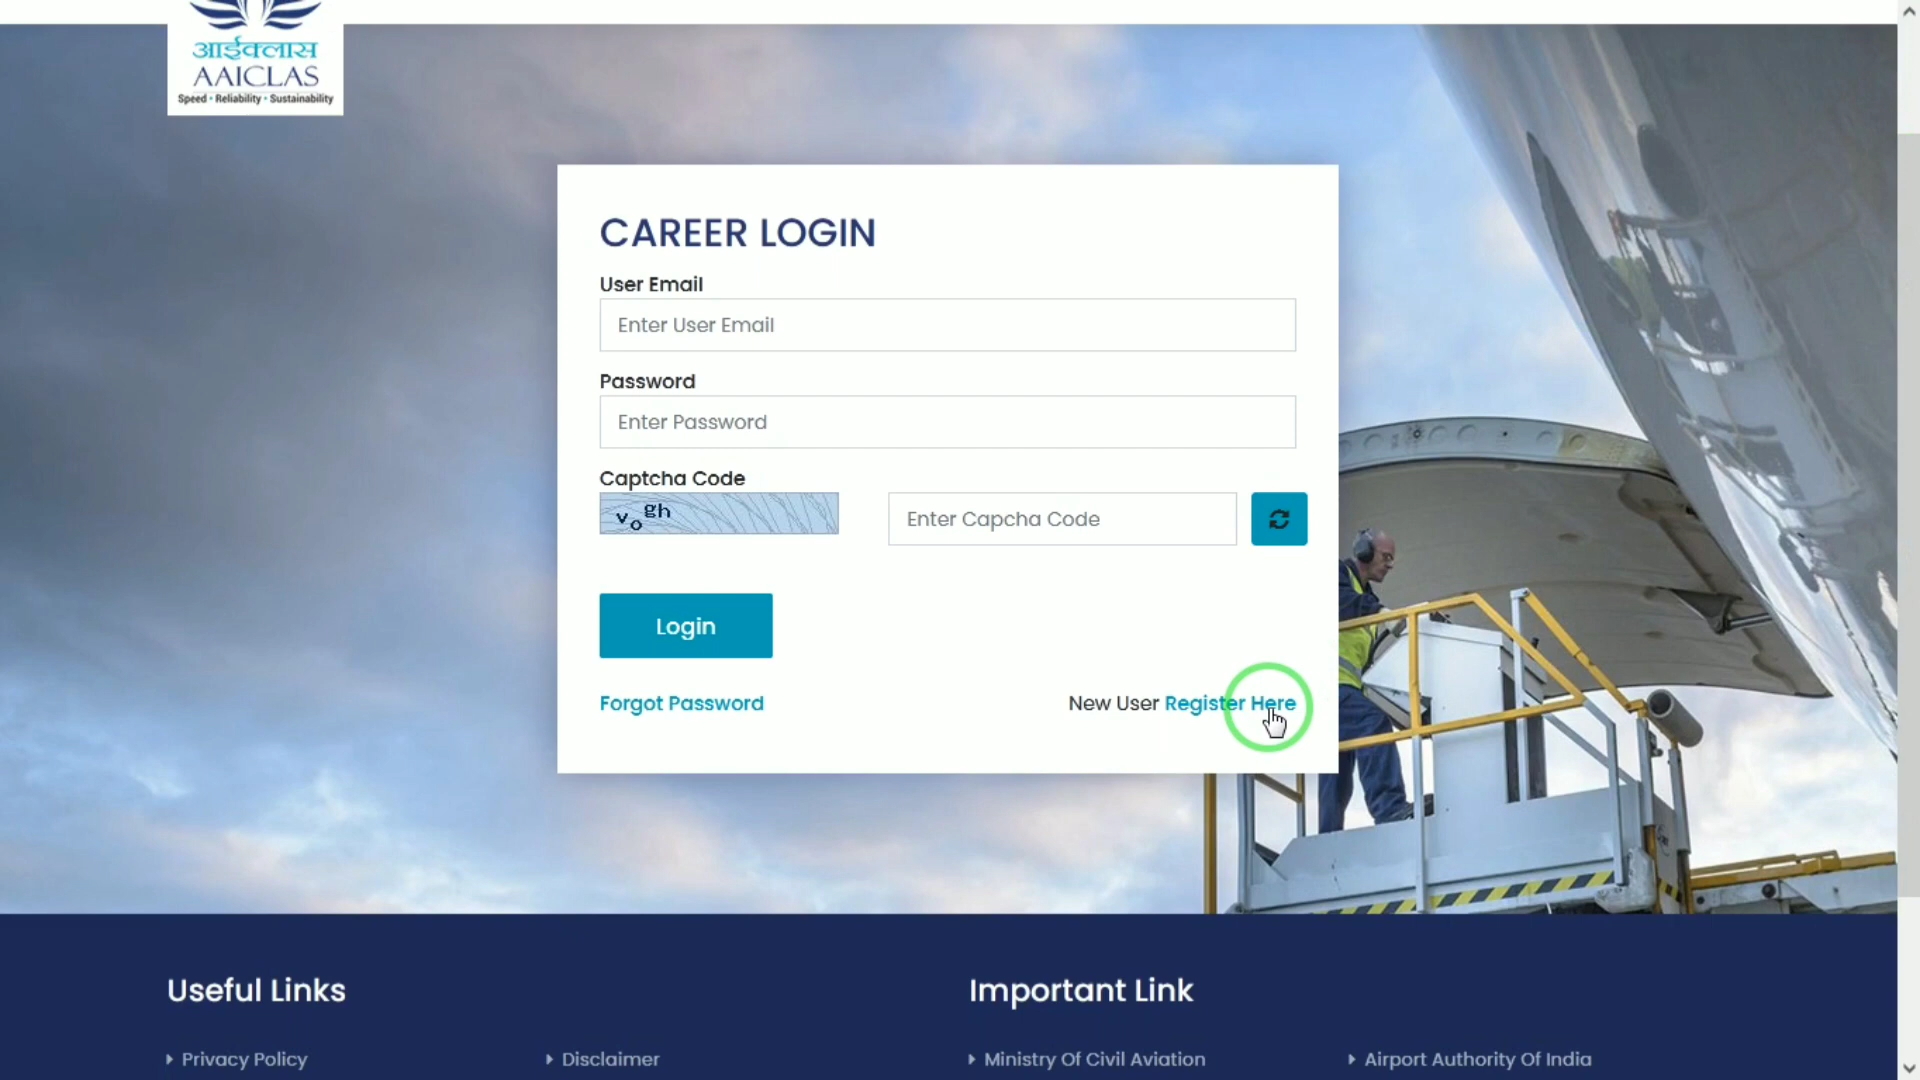 आईक्लास
AAICLAS
Speed • Reliability • Sustainability
CAREER LOGIN
User Email
Enter User Email
Password
Enter Password
Captcha Code
vogh
Enter Capcha Code
Login
Forgot Password
New User Register Here
Useful Links
Important Link
Privacy Policy
Disclaimer
Ministry Of Civil Aviation
Airport Authority Of India